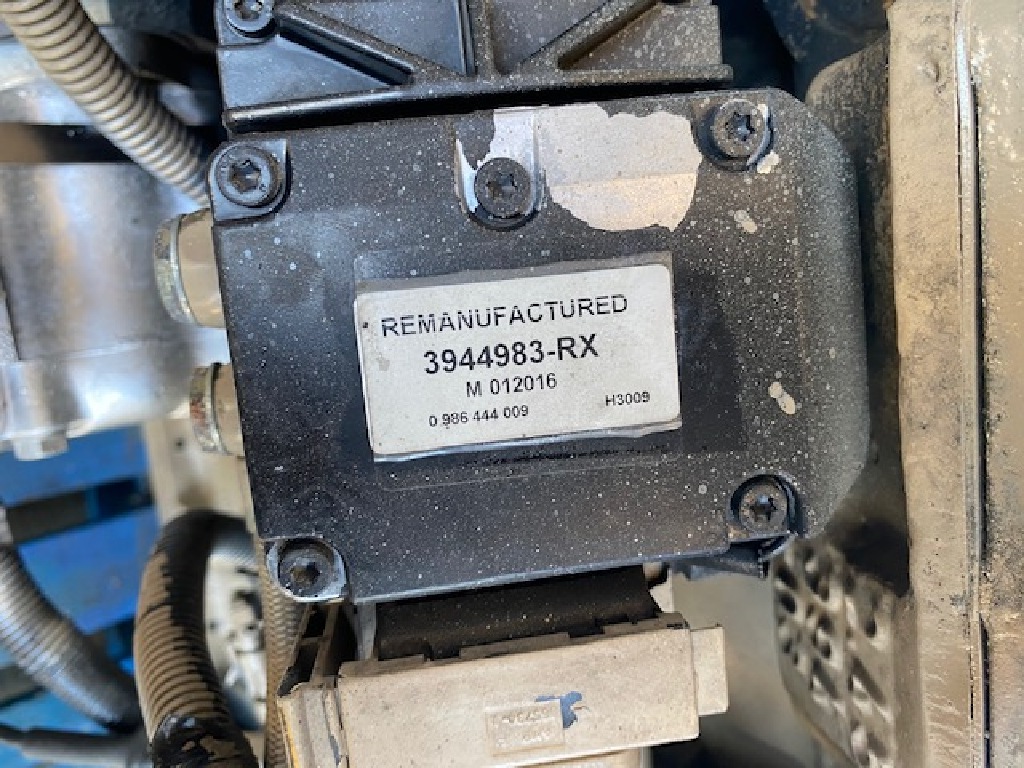 REMANUFACTURED
3944983-RX
M 012016
0 986 444 009 H3009